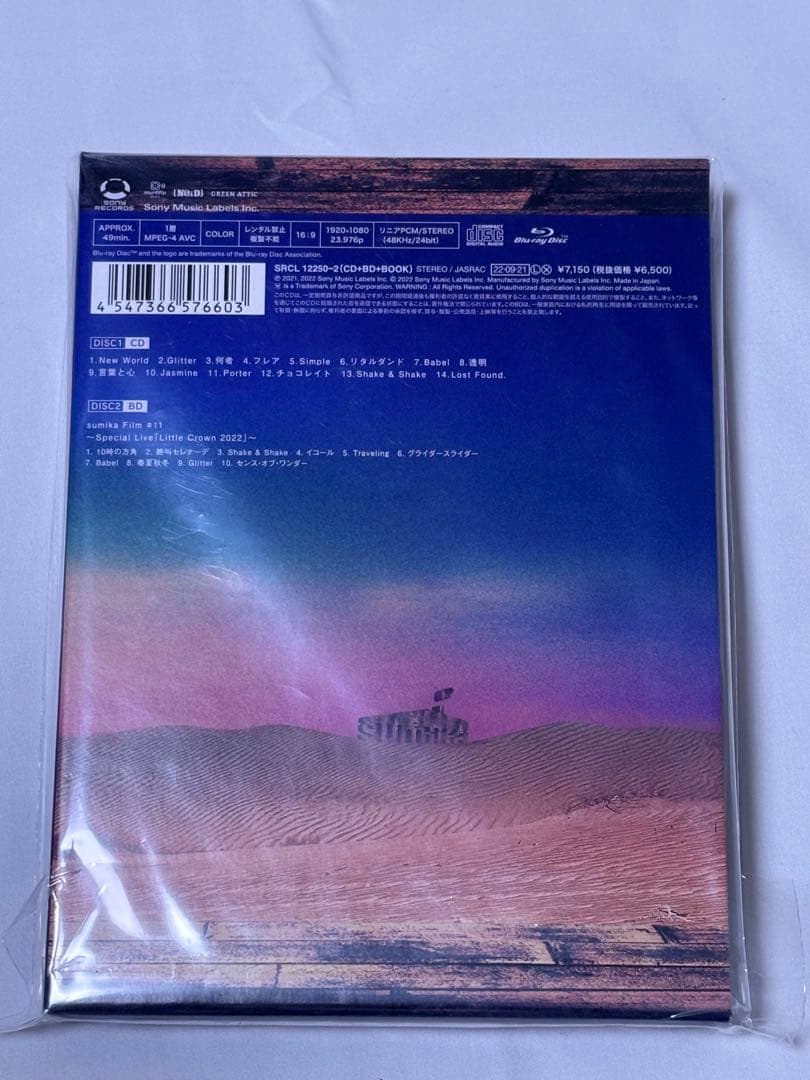 SONY RECORDS
murffin [NOiD] GREEN ATTIC
Sony Music Labels Inc.
APPROX. 49min. 1層 MPEG-4 AVC COLOR レンタル禁止 複製不能 16:9 1920×1080 23.976p リニアPCM/STEREO (48KHz/24bit) COMPACT disc DIGITAL AUDIO Blu-ray Disc™
Blu-ray Disc™ and the logo are trademarks of the Blu-ray Disc Association.
4 547366 576603
SRCL 12250~2(CD+BD+BOOK) STEREO / JASRAC 22・09・21 Ⓛ ¥7,150 (税抜価格 ¥6,500)
℗ 2021, 2022 Sony Music Labels Inc. © 2022 Sony Music Labels Inc. Manufactured by Sony Music Labels Inc. Made in Japan.
is a Trademark of Sony Corporation. WARNING : All Rights Reserved. Unauthorized duplication is a violation of applicable laws.
DISC1 CD
1.New World 2.Glitter 3.何者 4.フレア 5.Simple 6.リタルダンド 7.Babel 8.透明
9.言葉と心 10.Jasmine 11.Porter 12.チョコレイト 13.Shake & Shake 14.Lost Found.
DISC2 BD
sumika Film #11
～Special Live「Little Crown 2022」～
1. 10時の方角 2. 絶叫セレナーデ 3. Shake & Shake 4. イコール 5. Traveling 6. グライダースライダー
7. Babel 8. 春夏秋冬 9. Glitter 10. センス・オブ・ワンダー
sumika